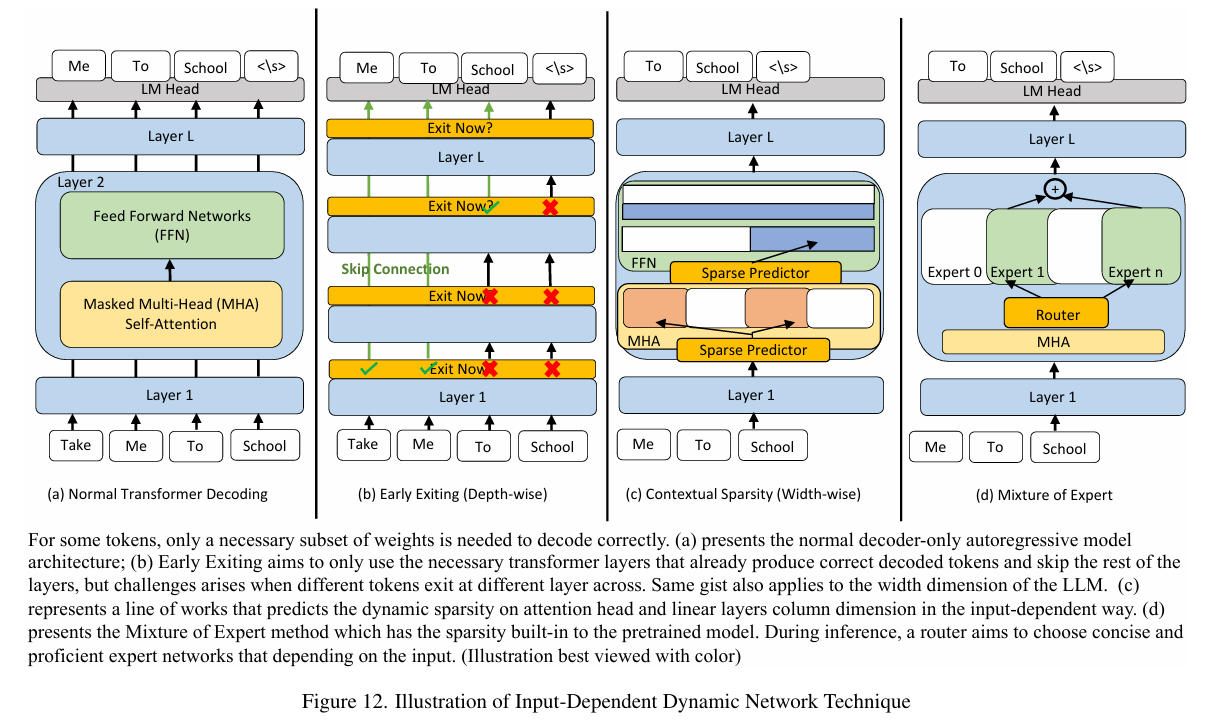 Me To School <\s>
LM Head
Layer L
Layer 2
Feed Forward Networks
(FFN)
Masked Multi-Head (MHA)
Self-Attention
Layer 1
Take Me To School
(a) Normal Transformer Decoding
Me To School <\s>
LM Head
Exit Now?
Layer L
Exit Now?
Skip Connection
Exit Now
Exit Now
Layer 1
Take Me To School
(b) Early Exiting (Depth-wise)
To School <\s>
LM Head
Layer L
FFN
Sparse Predictor
MHA
Sparse Predictor
Layer 1
Me To School
(c) Contextual Sparsity (Width-wise)
To School <\s>
LM Head
Layer L
+
Expert 0 Expert 1 Expert n
Router
MHA
Layer 1
Me To School
(d) Mixture of Expert
For some tokens, only a necessary subset of weights is needed to decode correctly. (a) presents the normal decoder-only autoregressive model
architecture; (b) Early Exiting aims to only use the necessary transformer layers that already produce correct decoded tokens and skip the rest of the
layers, but challenges arises when different tokens exit at different layer across. Same gist also applies to the width dimension of the LLM. (c)
represents a line of works that predicts the dynamic sparsity on attention head and linear layers column dimension in the input-dependent way. (d)
presents the Mixture of Expert method which has the sparsity built-in to the pretrained model. During inference, a router aims to choose concise and
proficient expert networks that depending on the input. (Illustration best viewed with color)
Figure 12. Illustration of Input-Dependent Dynamic Network Technique